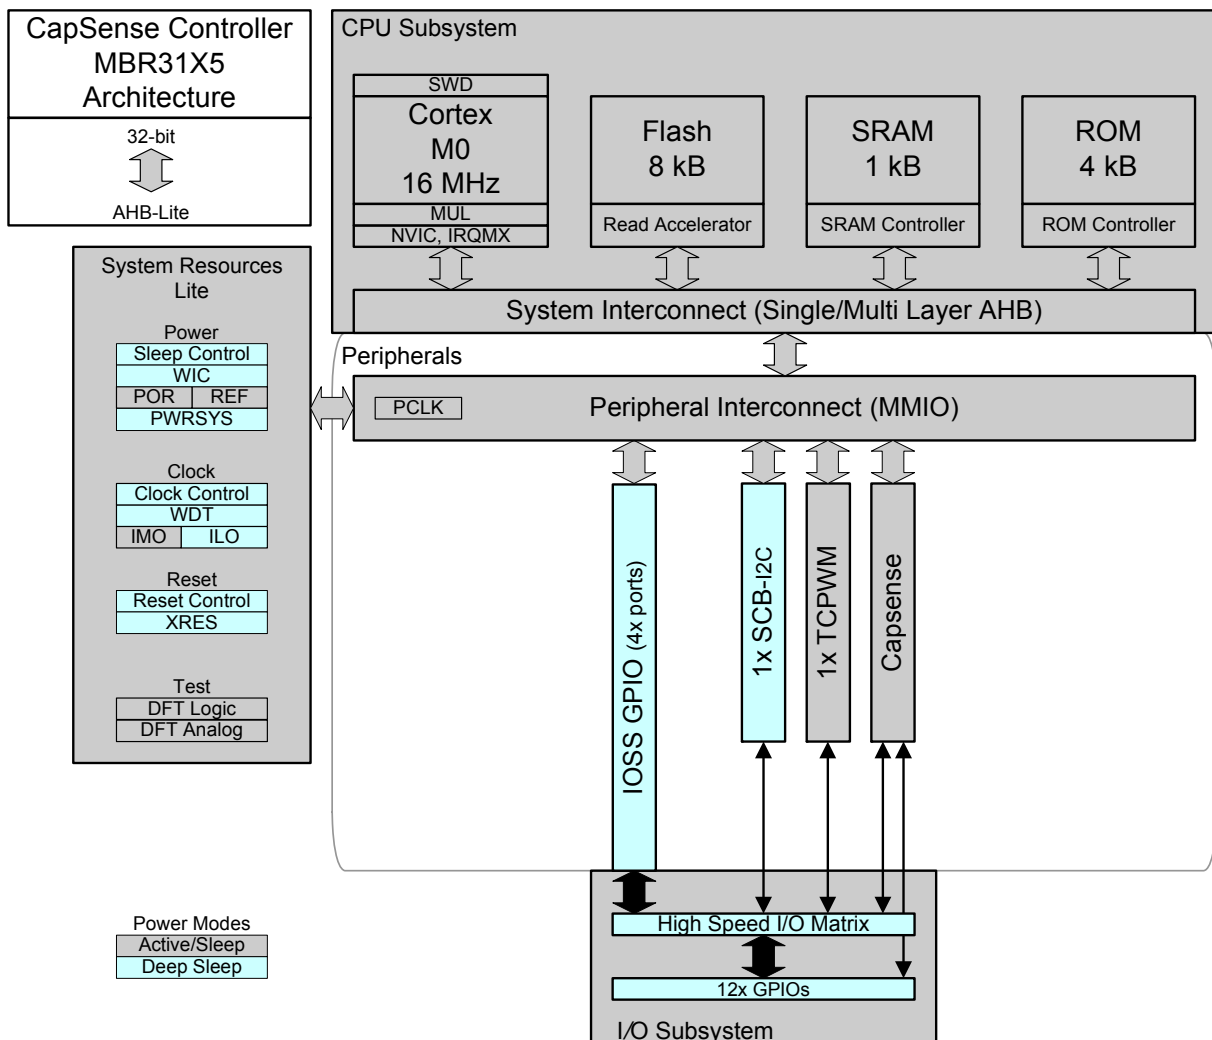 CapSense Controller
MBR31X5
Architecture
32-bit
AHB-Lite
CPU Subsystem
SWD
Cortex
M0
16 MHz
MUL
NVIC, IRQMX
Flash
8 kB
Read Accelerator
SRAM
1 kB
SRAM Controller
ROM
4 kB
ROM Controller
System Interconnect (Single/Multi Layer AHB)
System Resources
Lite
Power
Sleep Control
WIC
POR REF
PWRSYS
Clock
Clock Control
WDT
IMO ILO
Reset
Reset Control
XRES
Test
DFT Logic
DFT Analog
Peripherals
PCLK
Peripheral Interconnect (MMIO)
IOSS GPIO (4x ports)
1x SCB-I2C
1x TCPWM
Capsense
High Speed I/O Matrix
12x GPIOs
I/O Subsystem
Power Modes
Active/Sleep
Deep Sleep